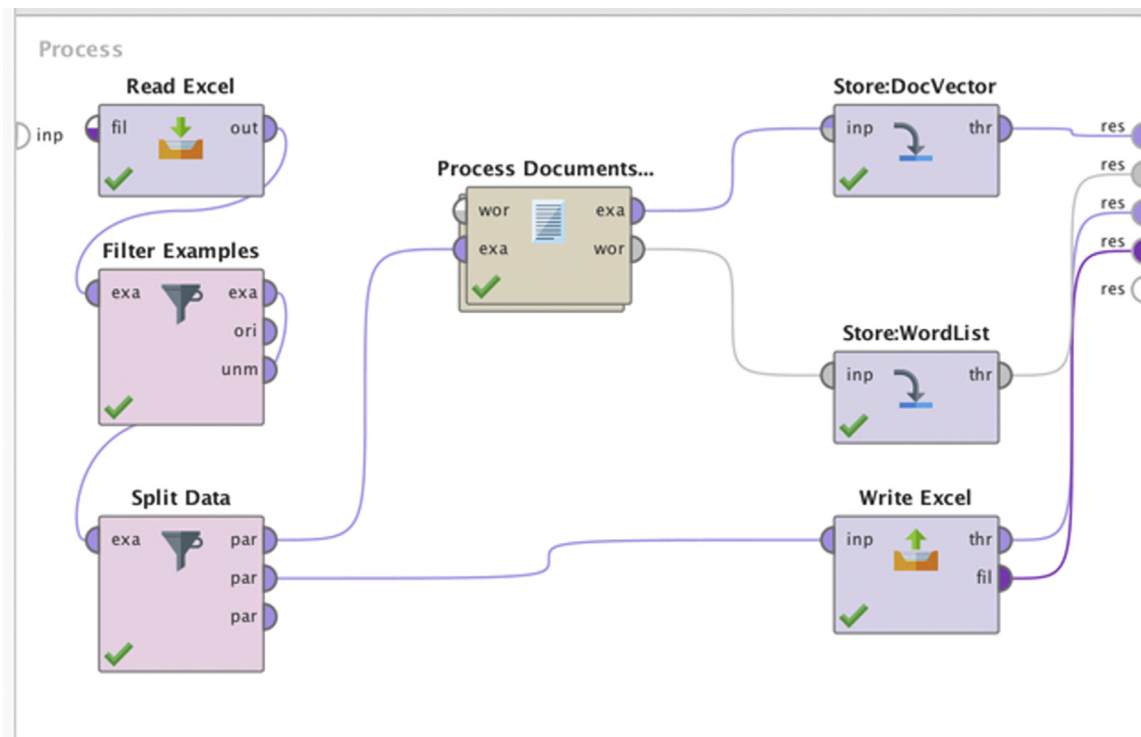 Process
inp
Read Excel
fil out
Filter Examples
exa exa
ori
unm
Split Data
exa par
par
par
Process Documents...
wor exa
exa wor
Store:DocVector
inp thr
Store:WordList
inp thr
Write Excel
inp thr
fil
res
res
res
res
res